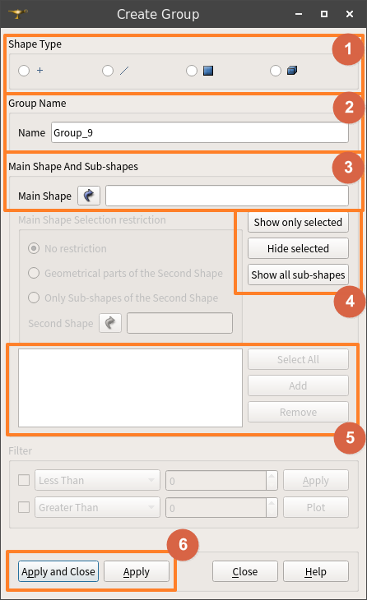 Create Group
Shape Type
1
Group Name
2
Name Group_9
Main Shape And Sub-shapes
3
Main Shape
Main Shape Selection restriction
Show only selected
No restriction
Hide selected
Geometrical parts of the Second Shape
Show all sub-shapes
Only Sub-shapes of the Second Shape
4
Second Shape
Select All
Add
Remove
5
Filter
Less Than 0 Apply
Greater Than 0 Plot
6
Apply and Close Apply Close Help